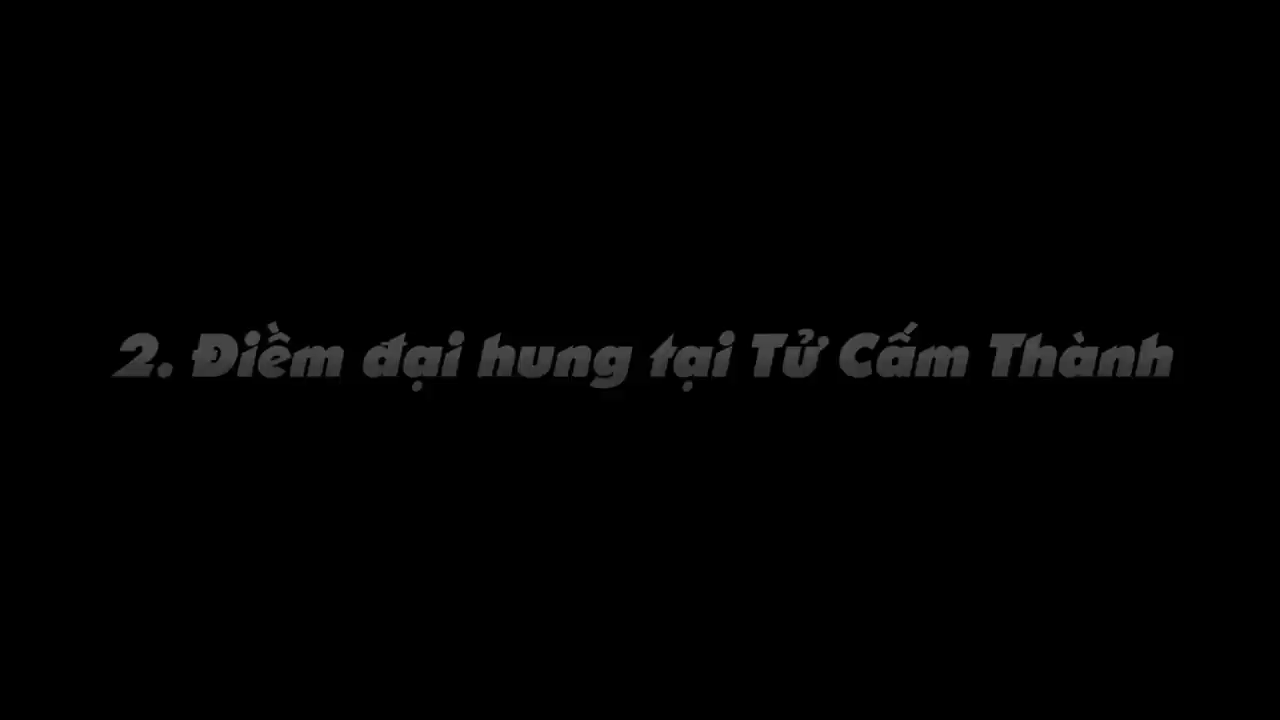 2. Điềm đại hung tại Tử Cấm Thành